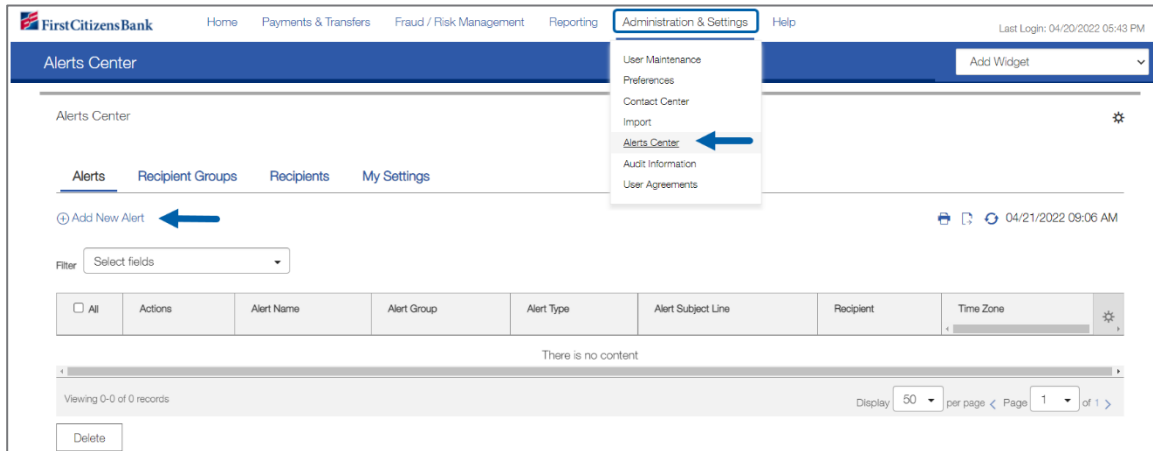 First Citizens Bank Home Payments & Transfers Fraud / Risk Management Reporting Administration & Settings Help Last Login: 04/20/2022 05:43 PM
Alerts Center Add Widget
User Maintenance
Preferences
Contact Center
Import
Alerts Center
Audit Information
User Agreements
Alerts Center
Alerts Recipient Groups Recipients My Settings
Add New Alert 04/21/2022 09:06 AM
Filter Select fields
All Actions Alert Name Alert Group Alert Type Alert Subject Line Recipient Time Zone
There is no content
Viewing 0-0 of 0 records Display 50 per page Page 1 of 1
Delete